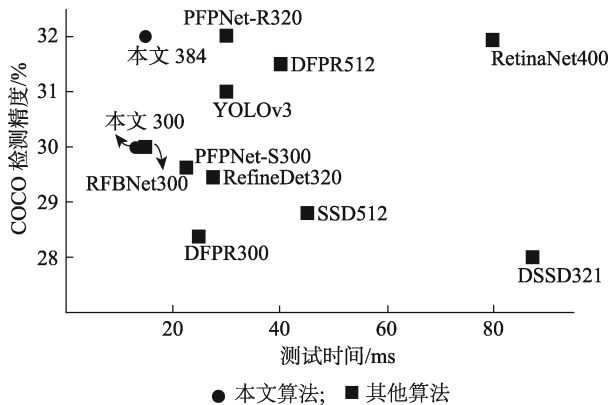 COCO 检测精度/%
32
31
30
29
28
PFPNet-R320
本文 384
DFPR512
RetinaNet400
YOLOv3
本文 300
PFPNet-S300
RFBNet300
RefineDet320
SSD512
DFPR300
DSSD321
20
40
60
80
测试时间/ms
本文算法;
其他算法